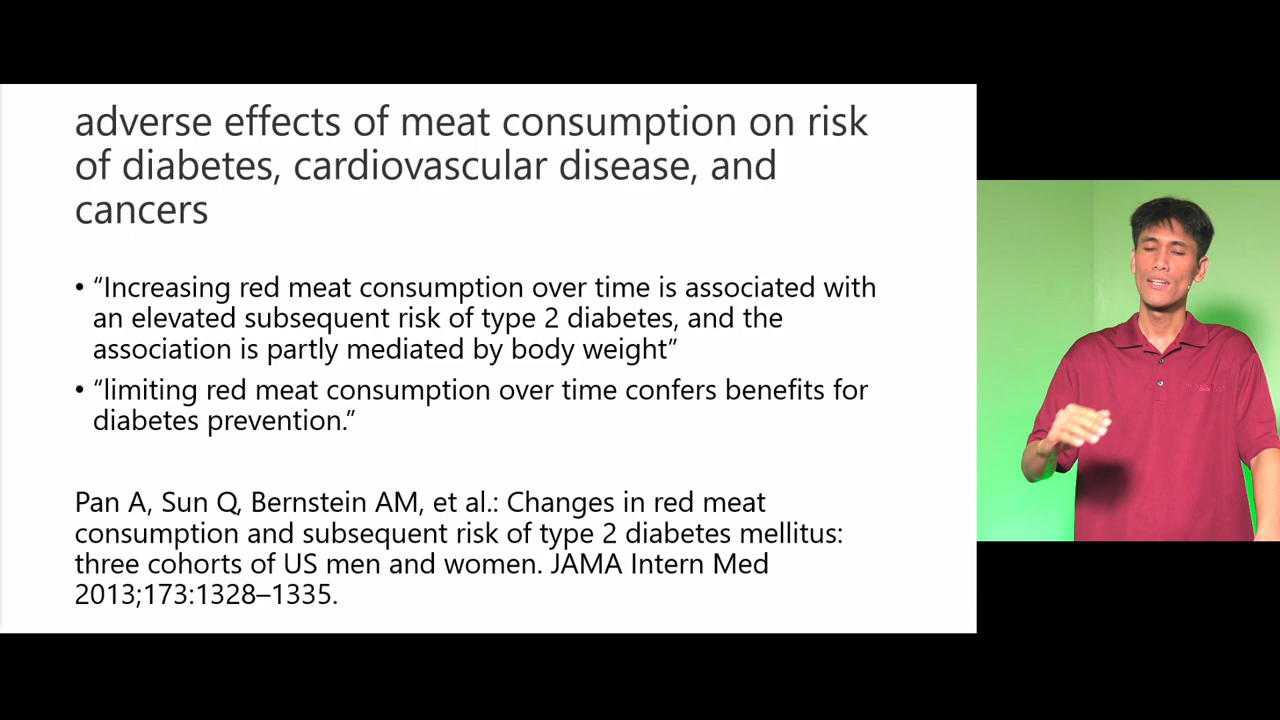 adverse effects of meat consumption on risk
of diabetes, cardiovascular disease, and
cancers
• “Increasing red meat consumption over time is associated with
an elevated subsequent risk of type 2 diabetes, and the
association is partly mediated by body weight”
• “limiting red meat consumption over time confers benefits for
diabetes prevention.”
Pan A, Sun Q, Bernstein AM, et al.: Changes in red meat
consumption and subsequent risk of type 2 diabetes mellitus:
three cohorts of US men and women. JAMA Intern Med
2013;173:1328–1335.